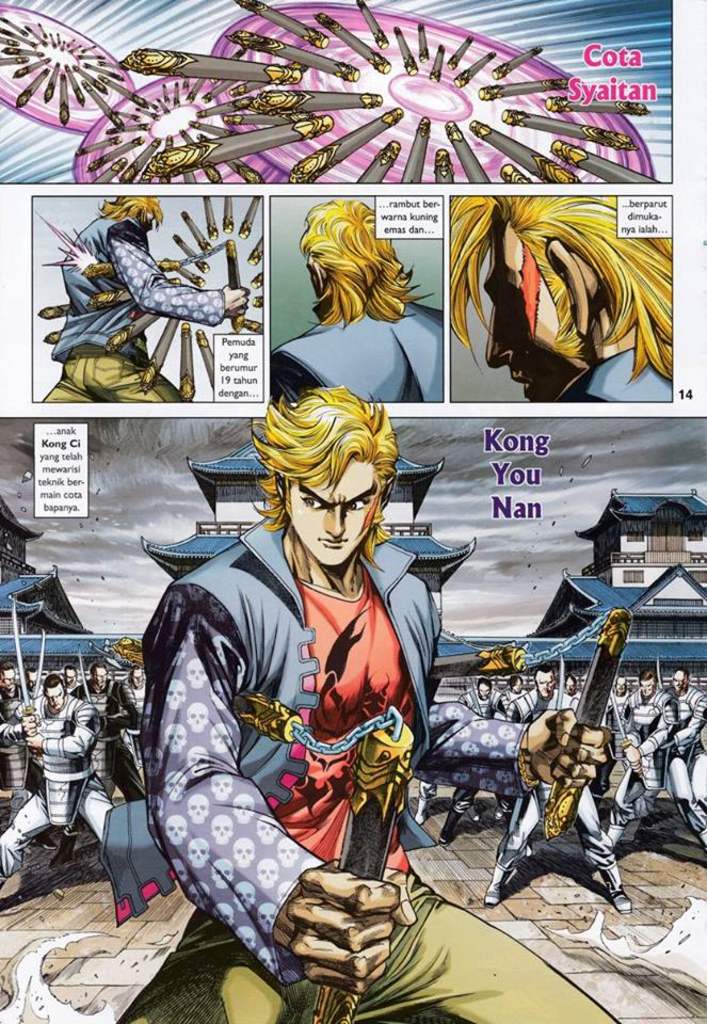 Cota
Syaitan
Pemuda
yang
berumur
19 tahun
dengan...
...rambut ber-
warna kuning
emas dan...
...berparut
dimuka-
nya ialah...
14
...anak
Kong Ci
yang telah
mewarisi
teknik ber-
main cota
bapanya.
Kong
You
Nan